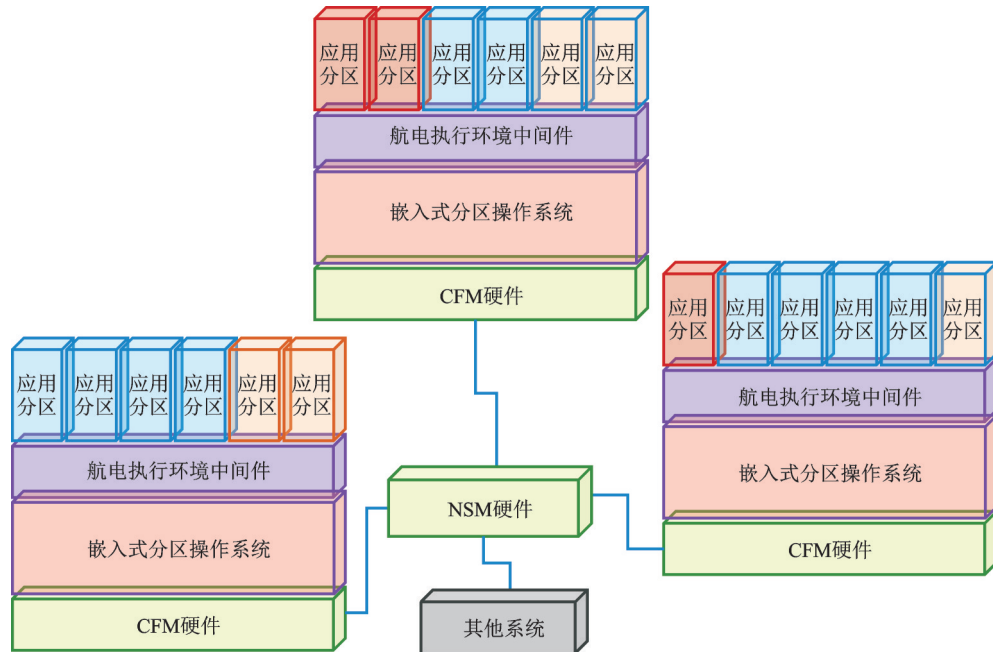 应用
分区
应用
分区
应用
分区
应用
分区
应用
分区
应用
分区
航电执行环境中间件
嵌入式分区操作系统
CFM硬件
应用
分区
应用
分区
应用
分区
应用
分区
应用
分区
应用
分区
航电执行环境中间件
嵌入式分区操作系统
CFM硬件
应用
分区
应用
分区
应用
分区
应用
分区
应用
分区
应用
分区
航电执行环境中间件
嵌入式分区操作系统
CFM硬件
NSM硬件
其他系统